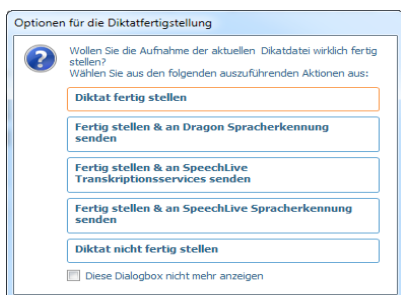 Optionen für die Diktatfertigstellung
Wollen Sie die Aufnahme der aktuellen Dikatdatei wirklich fertig
stellen?
Wählen Sie aus den folgenden auszuführenden Aktionen aus:
Diktat fertig stellen
Fertig stellen & an Dragon Spracherkennung
senden
Fertig stellen & an SpeechLive
Transkriptionsservices senden
Fertig stellen & an SpeechLive Spracherkennung
senden
Diktat nicht fertig stellen
Diese Dialogbox nicht mehr anzeigen